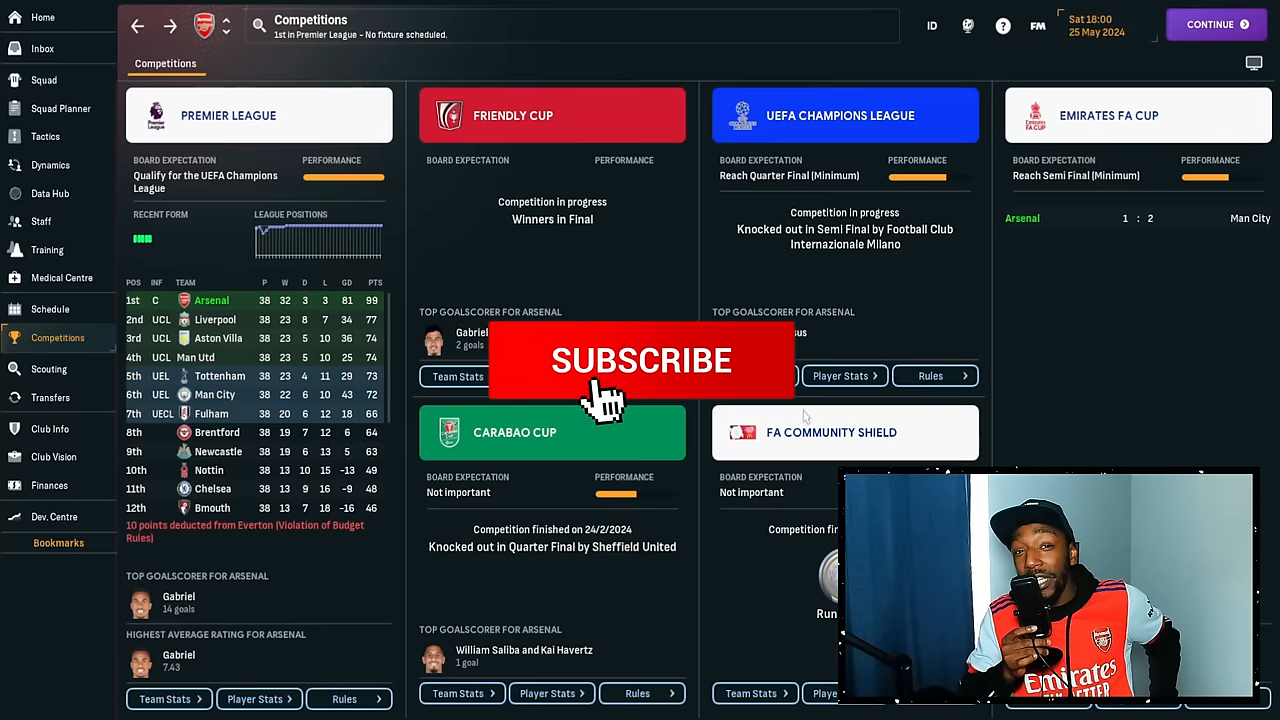 Home
Inbox
Squad
Squad Planner
Tactics
Dynamics
Data Hub
Staff
Training
Medical Centre
Schedule
Competitions
Scouting
Transfers
Club Info
Club Vision
Finances
Dev. Centre
Bookmarks
Competitions
1st in Premier League - No fixture scheduled.
ID
?
FM
Sat 18:00
25 May 2024
CONTINUE
Competitions
PREMIER LEAGUE
BOARD EXPECTATION PERFORMANCE
Qualify for the UEFA Champions
League
RECENT FORM LEAGUE POSITIONS
POS INF TEAM P W D L GD PTS
1st C Arsenal 38 32 3 3 81 99
2nd UCL Liverpool 38 23 8 7 34 77
3rd UCL Aston Villa 38 23 5 10 36 74
4th UCL Man Utd 38 23 5 10 25 74
5th UEL Tottenham 38 23 4 11 29 73
6th UEL Man City 38 22 6 10 43 72
7th UECL Fulham 38 20 6 12 18 66
8th Brentford 38 19 7 12 6 64
9th Newcastle 38 19 6 13 5 63
10th Nottin 38 13 10 15 -13 49
11th Chelsea 38 13 9 16 -9 48
12th Bmouth 38 13 7 18 -16 46
10 points deducted from Everton (Violation of Budget
Rules)
TOP GOALSCORER FOR ARSENAL
Gabriel
14 goals
HIGHEST AVERAGE RATING FOR ARSENAL
Gabriel
7.43
Team Stats Player Stats Rules
FRIENDLY CUP
BOARD EXPECTATION PERFORMANCE
Competition in progress
Winners in Final
TOP GOALSCORER FOR ARSENAL
Gabriel
2 goals
Team Stats
SUBSCRIBE
UEFA CHAMPIONS LEAGUE
BOARD EXPECTATION PERFORMANCE
Reach Quarter Final (Minimum)
Competition in progress
Knocked out in Semi Final by Football Club
Internazionale Milano
TOP GOALSCORER FOR ARSENAL
Player Stats Rules
EMIRATES FA CUP
BOARD EXPECTATION PERFORMANCE
Reach Semi Final (Minimum)
Arsenal 1 : 2 Man City
CARABAO CUP
BOARD EXPECTATION PERFORMANCE
Not important
Competition finished on 24/2/2024
Knocked out in Quarter Final by Sheffield United
TOP GOALSCORER FOR ARSENAL
William Saliba and Kai Havertz
1 goal
Team Stats Player Stats Rules
FA COMMUNITY SHIELD
BOARD EXPECTATION
Not important
Competition
Team Stats
Emirates